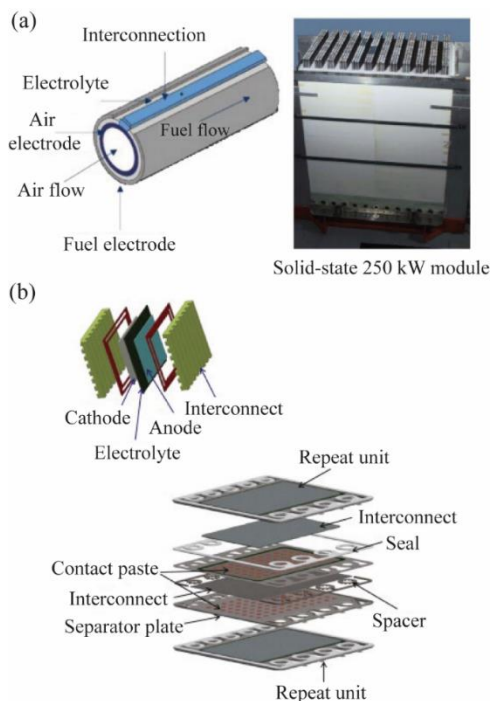 (a)
Interconnection
Electrolyte
Air
electrode
Fuel flow
Air flow
Fuel electrode
Solid-state 250 kW module
(b)
Cathode
Interconnect
Anode
Electrolyte
Repeat unit
Interconnect
Seal
Contact paste
Interconnect
Spacer
Separator plate
Repeat unit